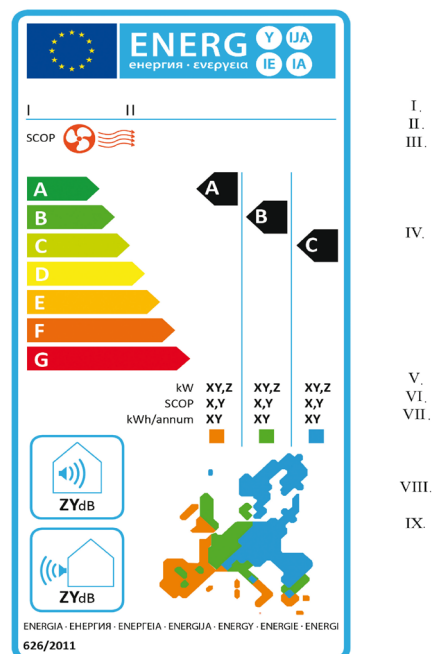 ENERG Y IJA
енергия · ενεργεια IE IA
I II
I.
II.
SCOP III.
A A
B B
C C IV.
D
E
F
G
kW XY,Z XY,Z XY,Z V.
SCOP X,Y X,Y X,Y VI.
kWh/annum XY XY XY VII.
ZYdB VIII.
IX.
ZYdB
ENERGIA · ЕНЕРГИЯ · ΕΝΕΡΓΕΙΑ · ENERGIJA · ENERGY · ENERGIE · ENERGI
626/2011